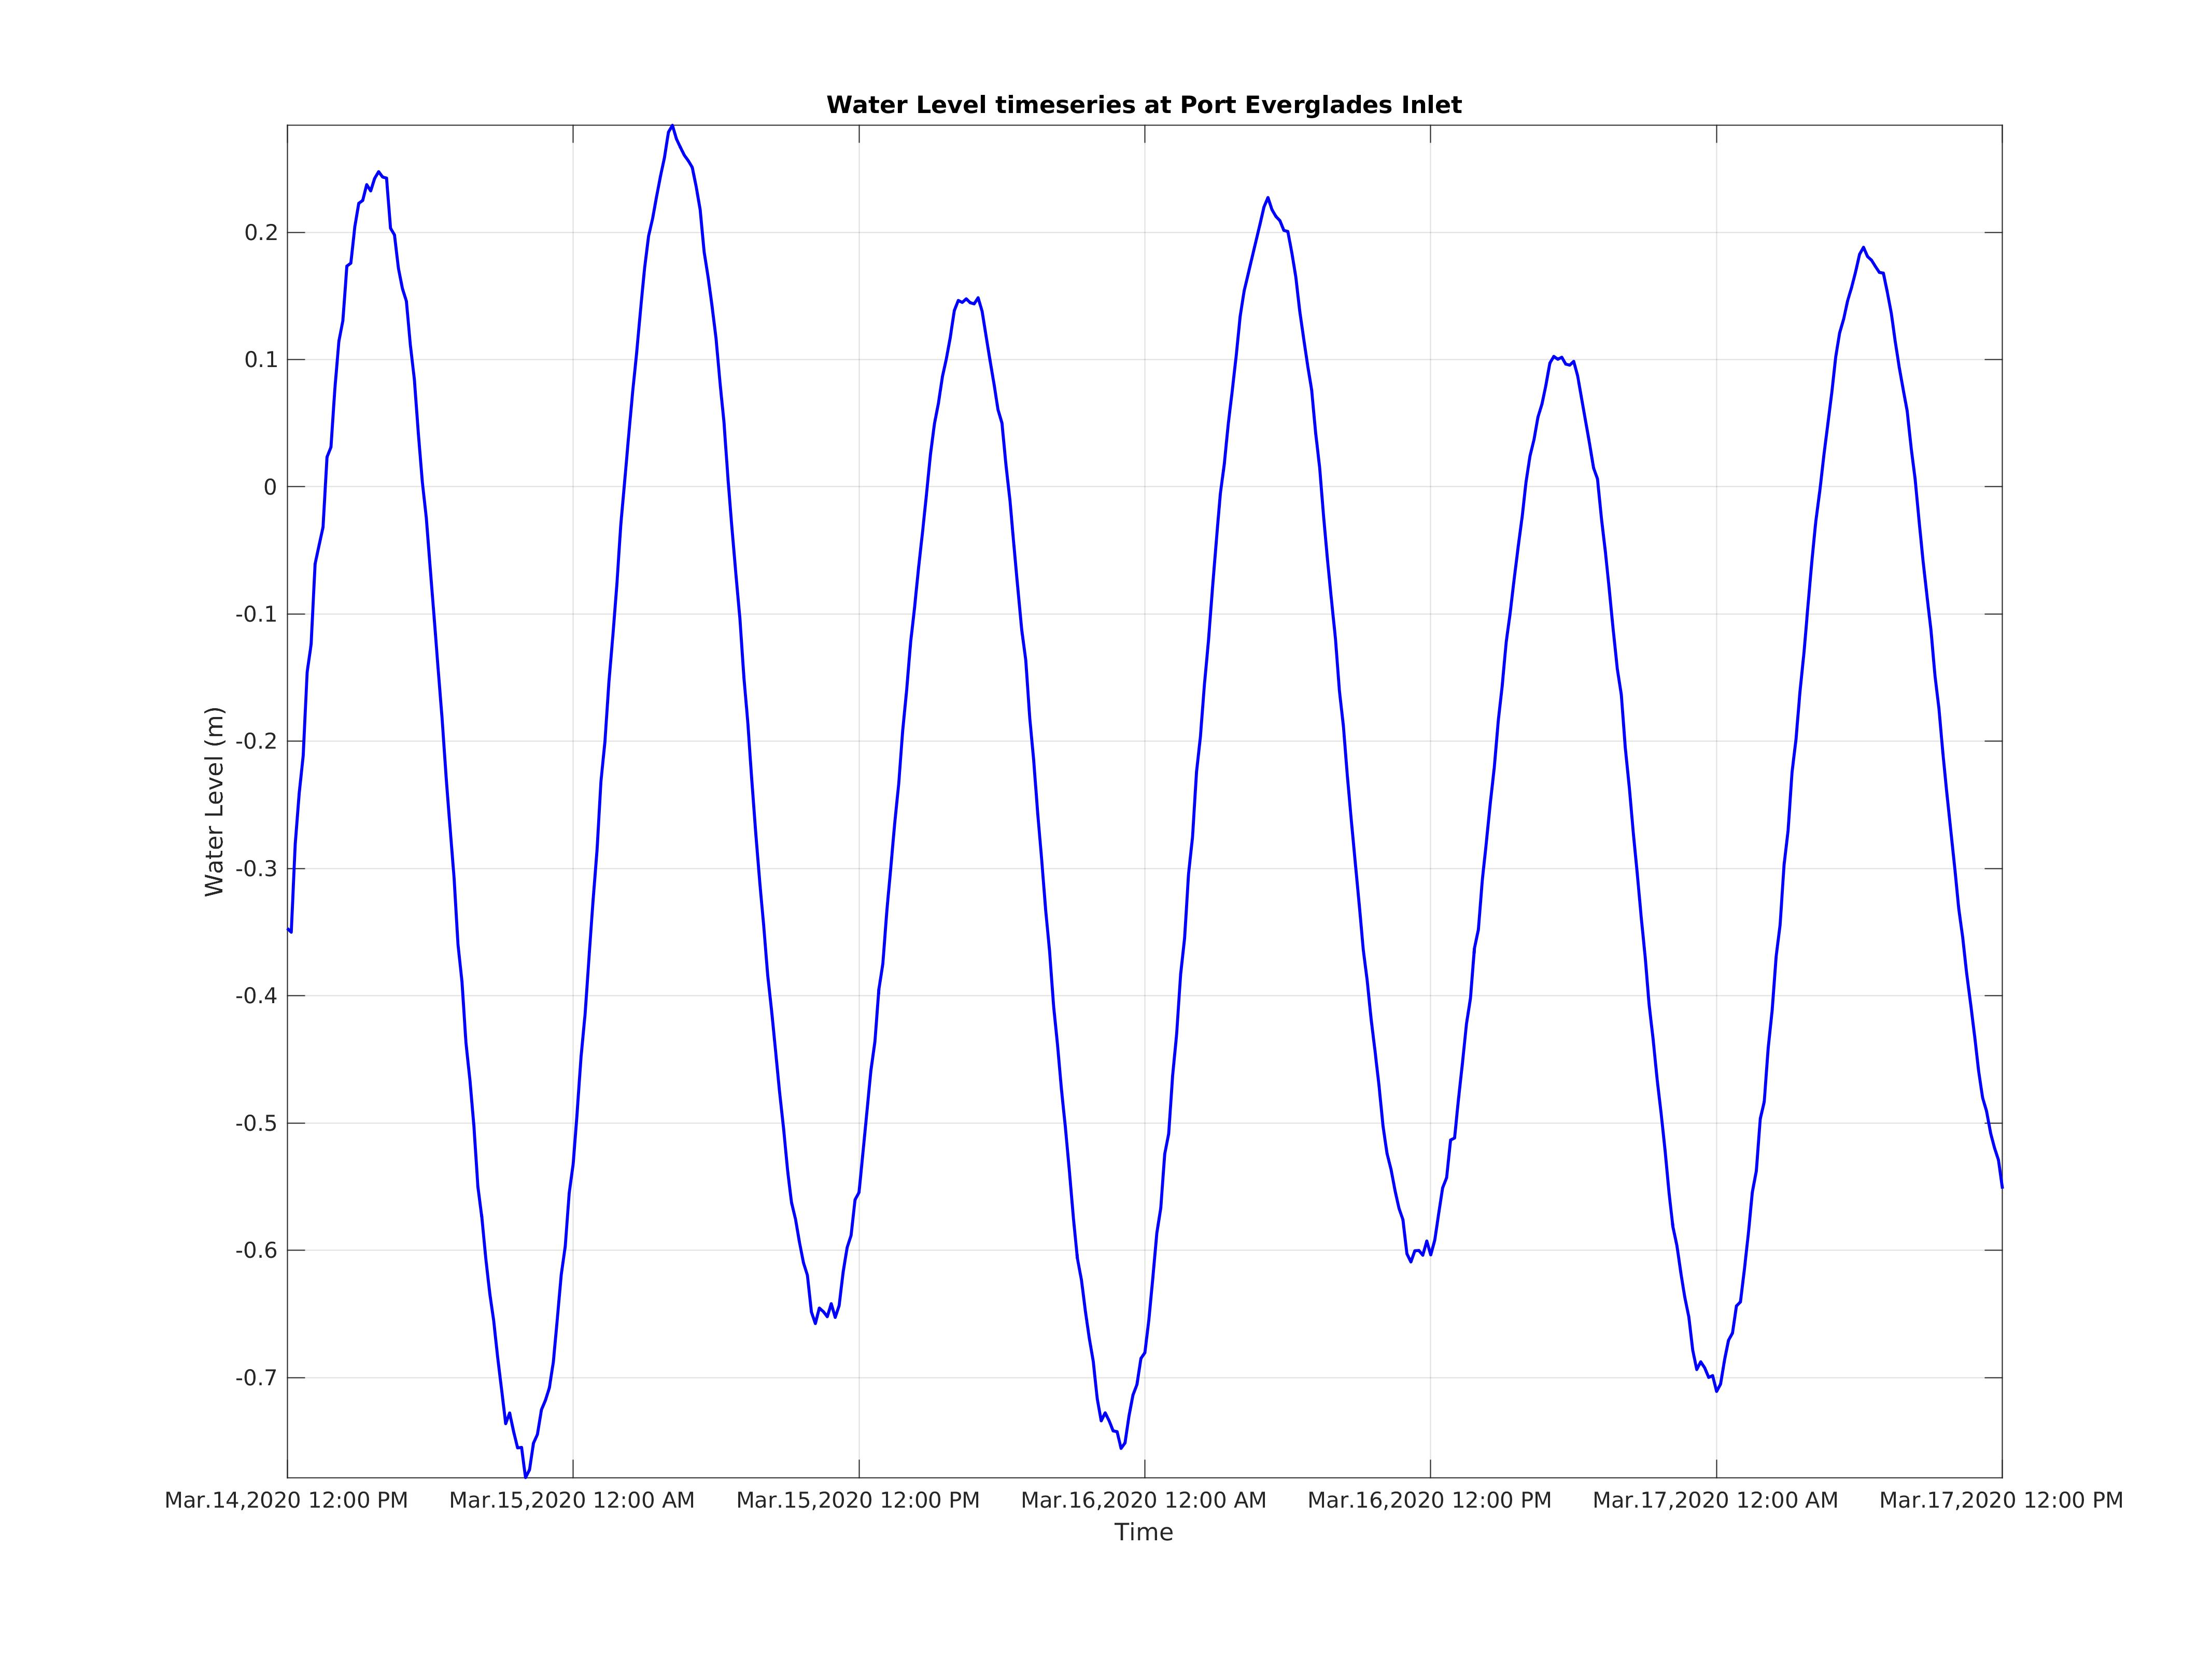 Water Level timeseries at Port Everglades Inlet
0.2
0.1
0
-0.1
-0.2
-0.3
-0.4
-0.5
-0.6
-0.7
Water Level (m)
Mar.14,2020 12:00 PM Mar.15,2020 12:00 AM Mar.15,2020 12:00 PM Mar.16,2020 12:00 AM Mar.16,2020 12:00 PM Mar.17,2020 12:00 AM Mar.17,2020 12:00 PM
Time